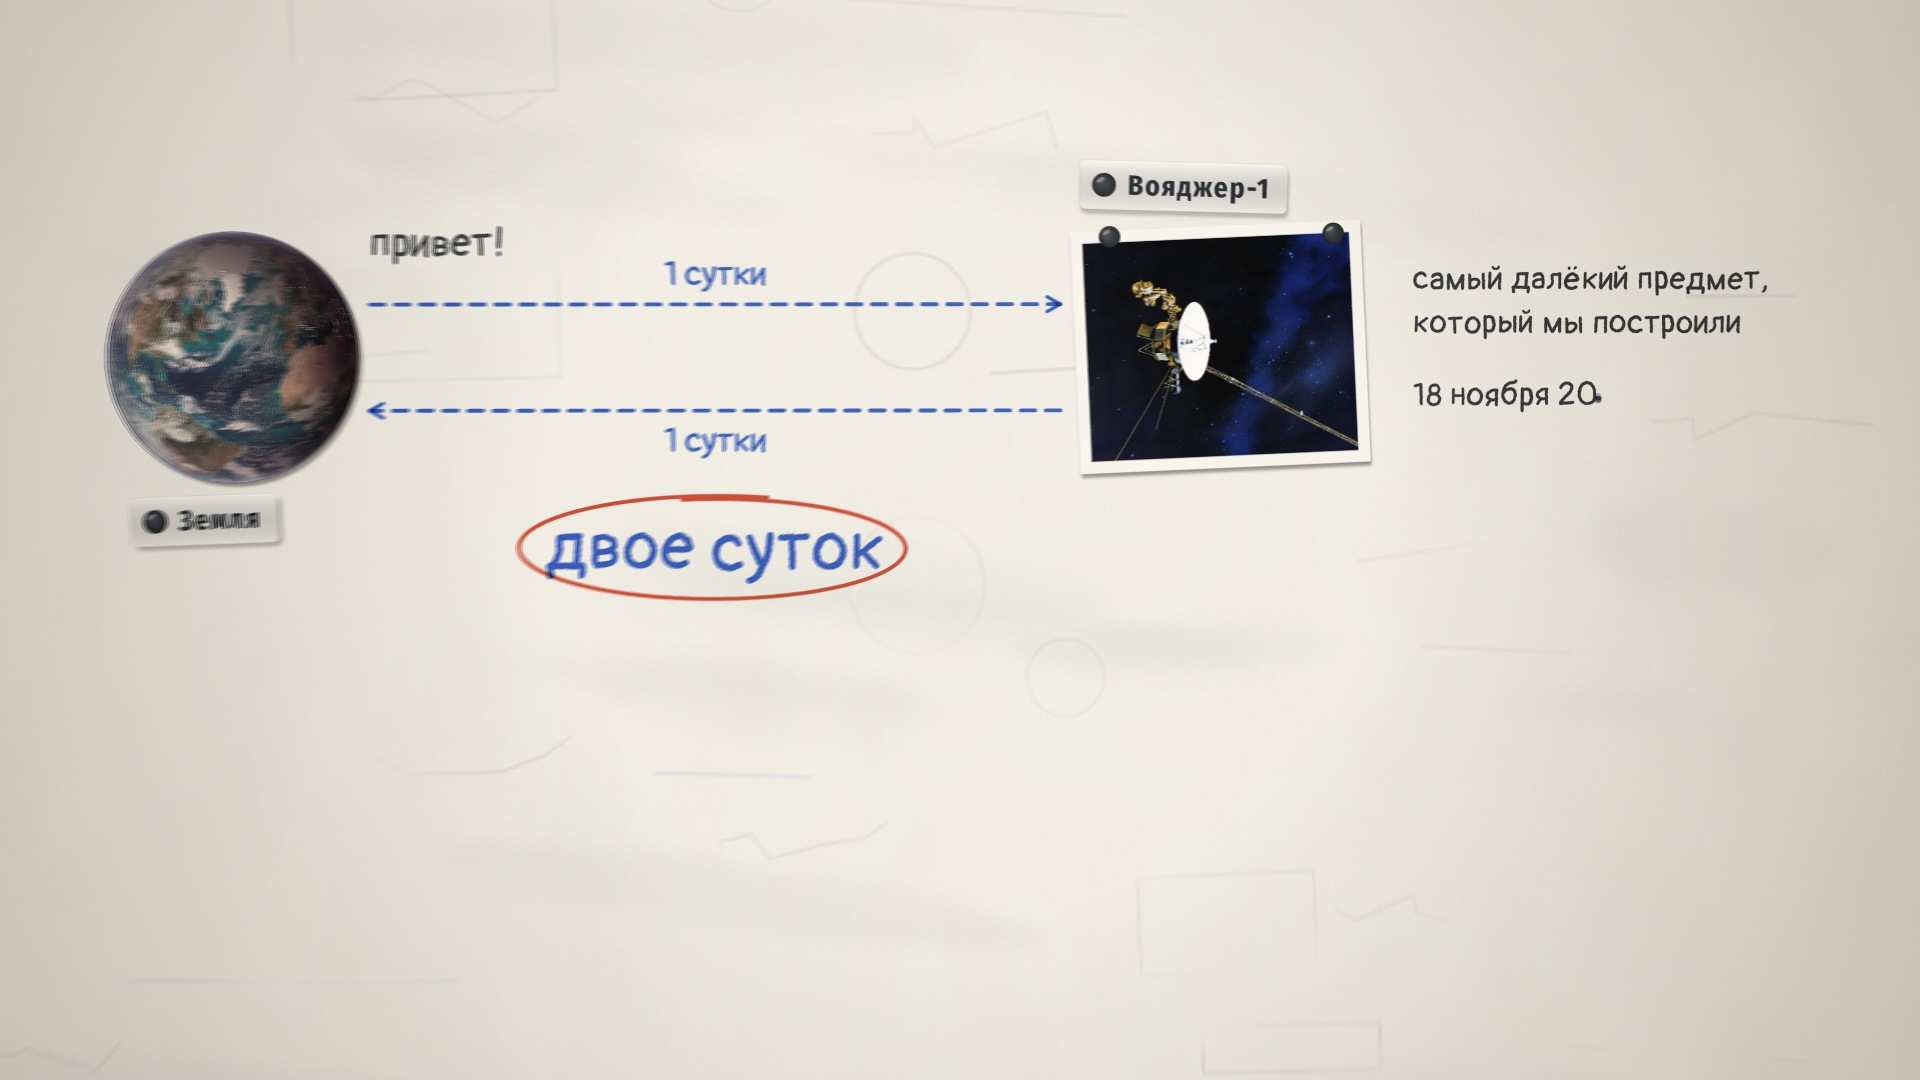 Вояджер-1
привет!
1 сутки
самый далёкий предмет,
который мы построили
18 ноября 20
1 сутки
Земля
двое суток